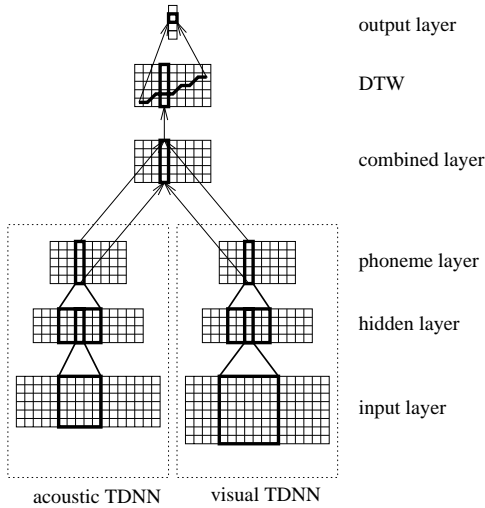 output layer
DTW
combined layer
phoneme layer
hidden layer
input layer
acoustic TDNN
visual TDNN